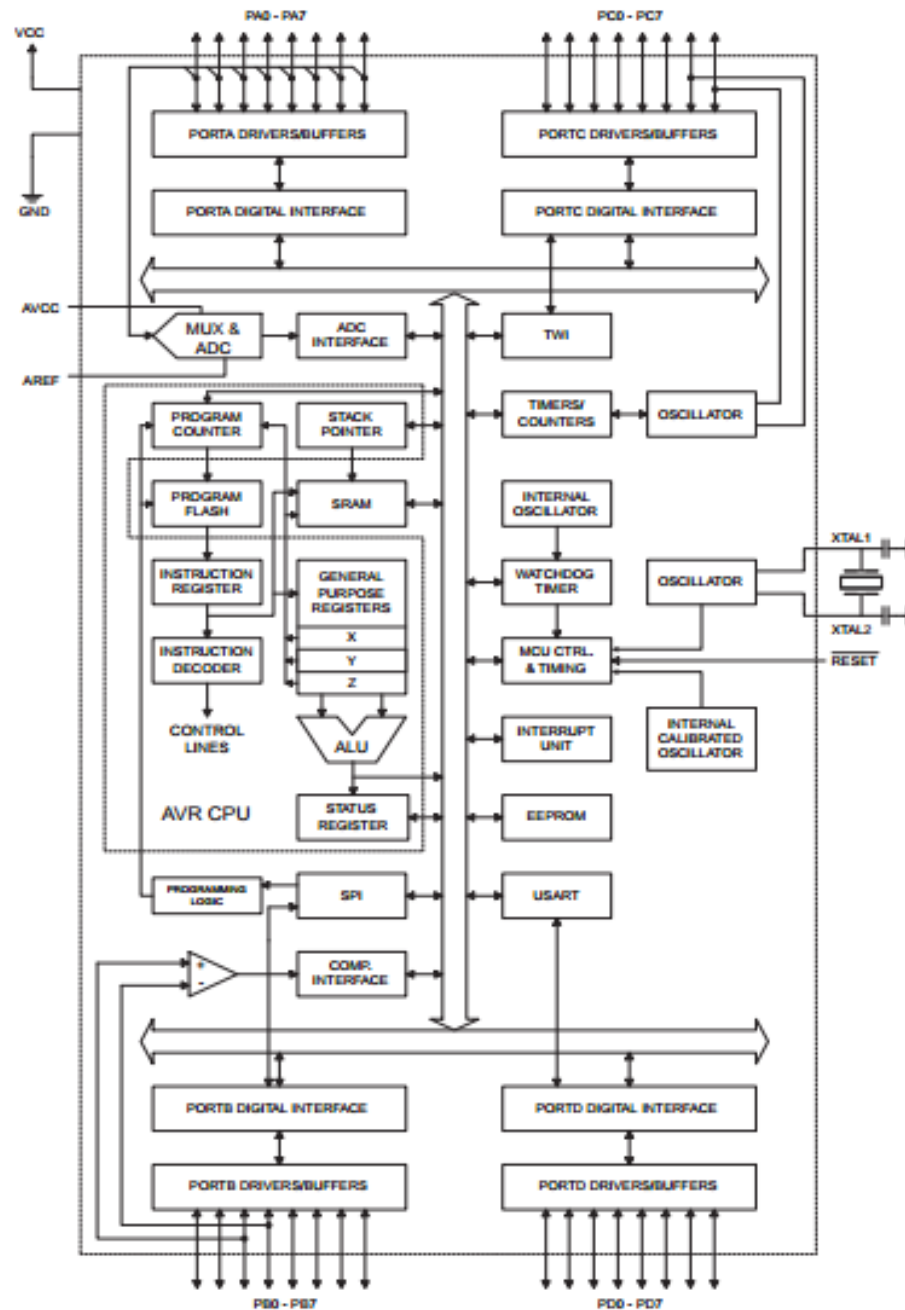 PA0 - PA7
PC0 - PC7
VCC
PORTA DRIVERS/BUFFERS
PORTC DRIVERS/BUFFERS
GND
PORTA DIGITAL INTERFACE
PORTC DIGITAL INTERFACE
AVCC
MUX &
ADC
ADC
INTERFACE
TWI
AREF
PROGRAM
COUNTER
STACK
POINTER
TIMERS/
COUNTERS
OSCILLATOR
PROGRAM
FLASH
SRAM
INTERNAL
OSCILLATOR
XTAL1
INSTRUCTION
REGISTER
GENERAL
PURPOSE
REGISTERS
WATCHDOG
TIMER
OSCILLATOR
XTAL2
X
INSTRUCTION
DECODER
Y
MCU CTRL.
& TIMING
RESET
Z
CONTROL
LINES
ALU
INTERRUPT
UNIT
INTERNAL
CALIBRATED
OSCILLATOR
AVR CPU
STATUS
REGISTER
EEPROM
PROGRAMMING
LOGIC
SPI
USART
+
-
COMP.
INTERFACE
PORTB DIGITAL INTERFACE
PORTD DIGITAL INTERFACE
PORTB DRIVERS/BUFFERS
PORTD DRIVERS/BUFFERS
PB0 - PB7
PD0 - PD7